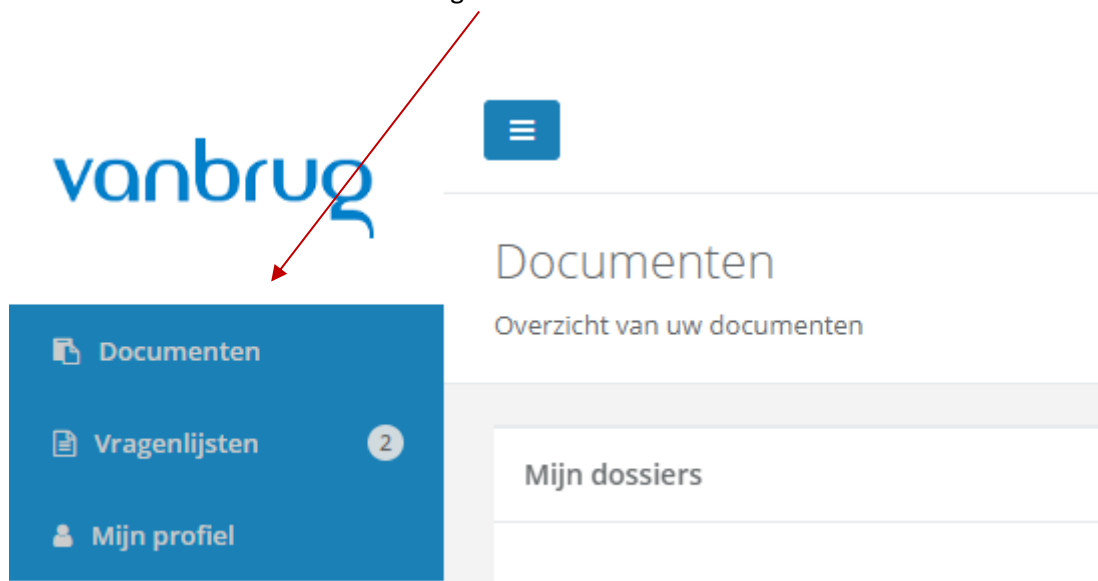 vanbrug
Documenten
Vragenlijsten 2
Mijn profiel
Documenten
Overzicht van uw documenten
Mijn dossiers